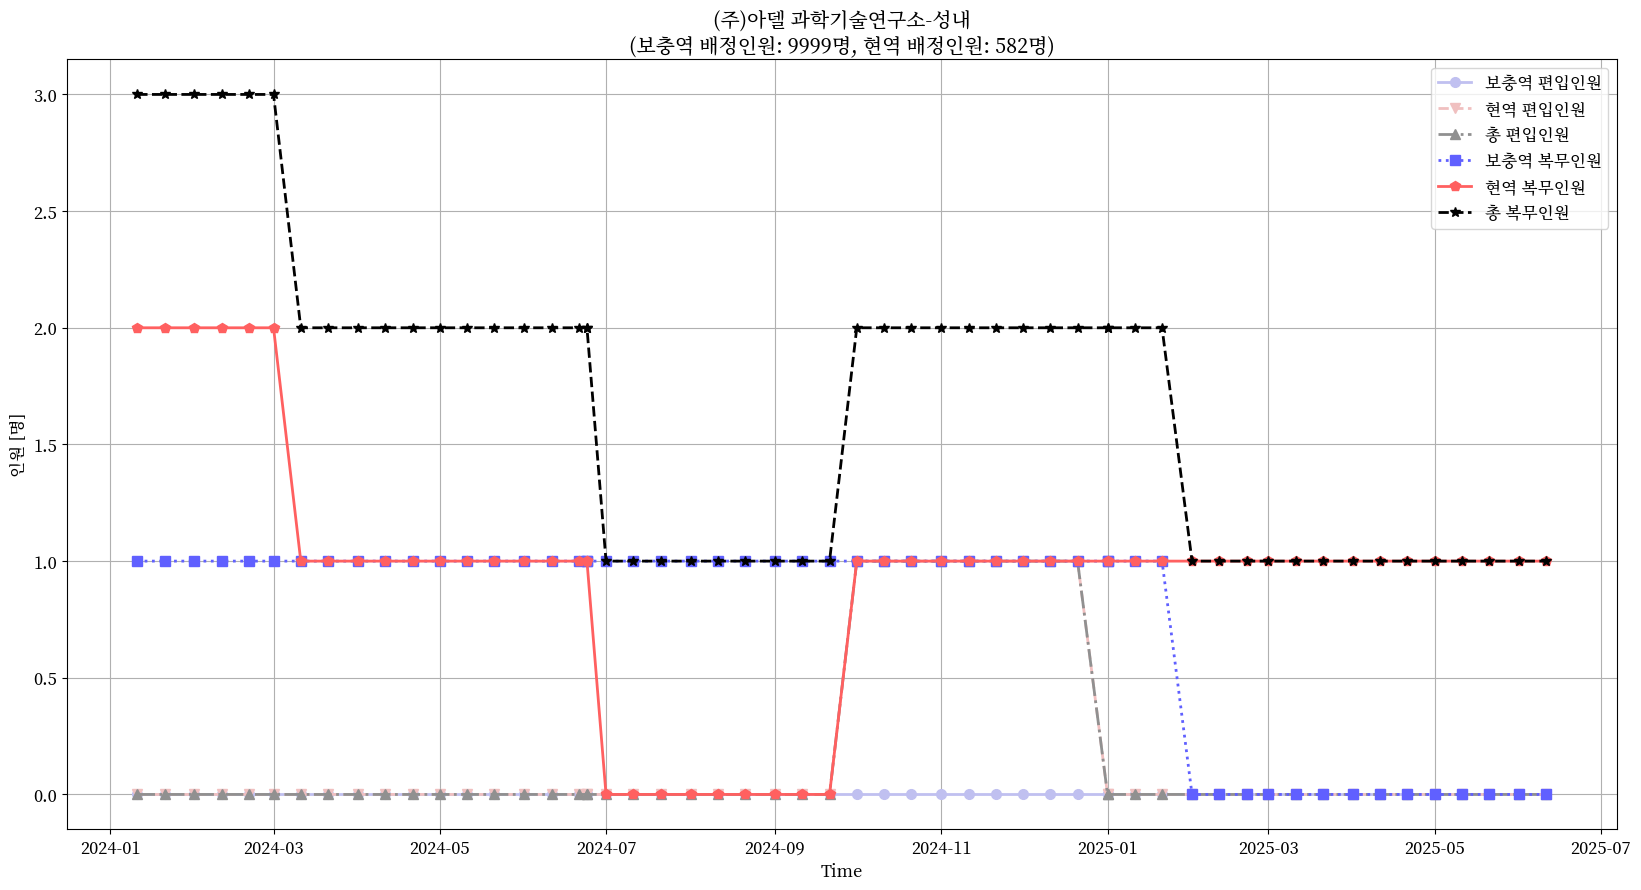 (주)아델 과학기술연구소-성내
(보충역 배정인원: 9999명, 현역 배정인원: 582명)
보충역 편입인원
현역 편입인원
총 편입인원
보충역 복무인원
현역 복무인원
총 복무인원
인원 [명]
3.0
2.5
2.0
1.5
1.0
0.5
0.0
2024-01
2024-03
2024-05
2024-07
2024-09
2024-11
2025-01
2025-03
2025-05
2025-07
Time